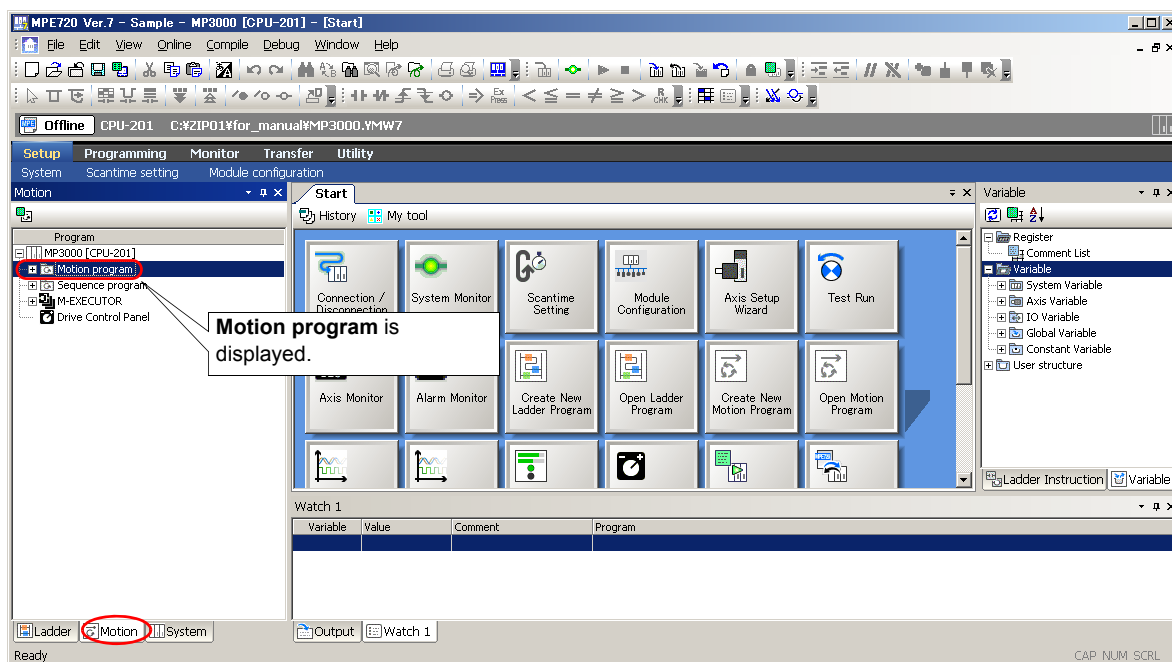 MPE720 Ver.7 - Sample - MP3000 [CPU-201] - [Start]
File Edit View Online Compile Debug Window Help
Offline CPU-201 C:¥ZIP01¥for_manual¥MP3000.YMW7
Setup Programming Monitor Transfer Utility
System Scantime setting Module configuration
Motion
Program
MP3000 [CPU-201]
Motion program
Sequence program
M-EXECUTOR
Drive Control Panel
Motion program is
displayed.
Start
History My tool
Connection /
Disconnection
System Monitor
Scantime
Setting
Module
Configuration
Axis Setup
Wizard
Test Run
Axis Monitor
Alarm Monitor
Create New
Ladder Program
Open Ladder
Program
Create New
Motion Program
Open Motion
Program
Variable
Register
Comment List
Variable
System Variable
Axis Variable
IO Variable
Global Variable
Constant Variable
User structure
Ladder Instruction Variable
Watch 1
Variable Value Comment Program
Ladder Motion System
Output Watch 1
Ready
CAP NUM SCRL